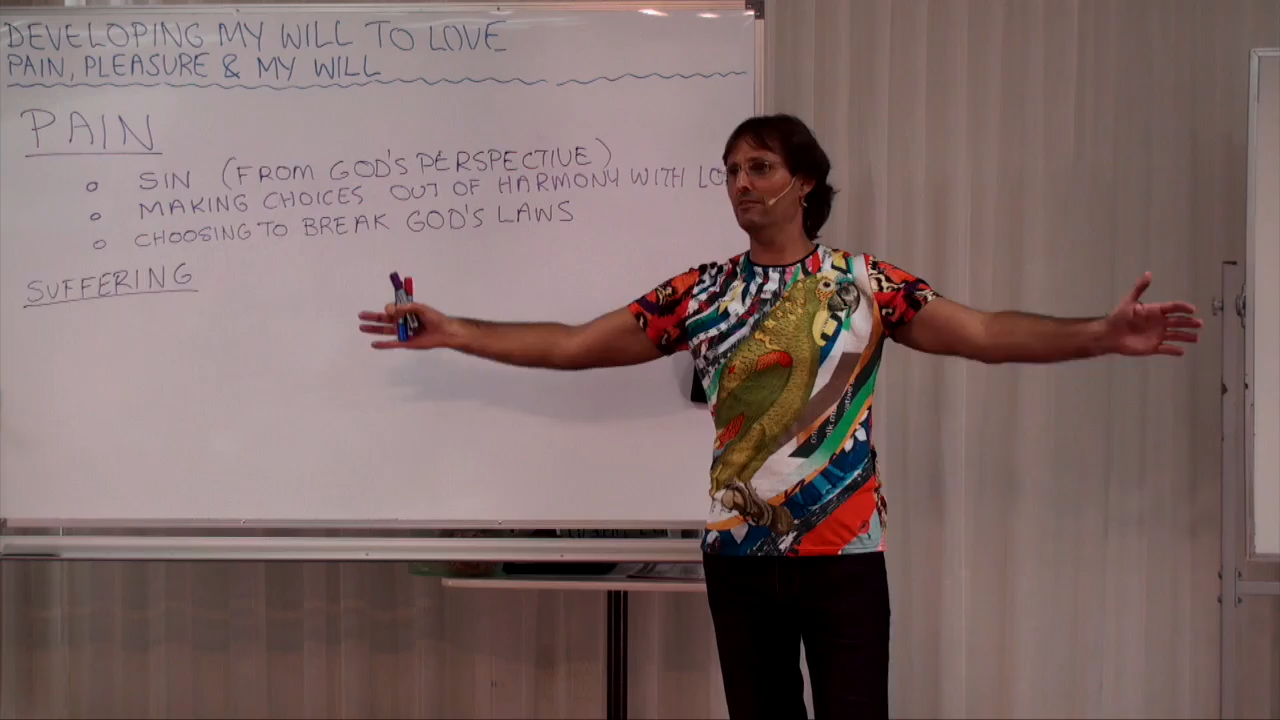 DEVELOPING MY WILL TO LOVE
PAIN, PLEASURE & MY WILL
PAIN
○ SIN (FROM GOD'S PERSPECTIVE)
○ MAKING CHOICES OUT OF HARMONY WITH LO
○ CHOOSING TO BREAK GOD'S LAWS
SUFFERING